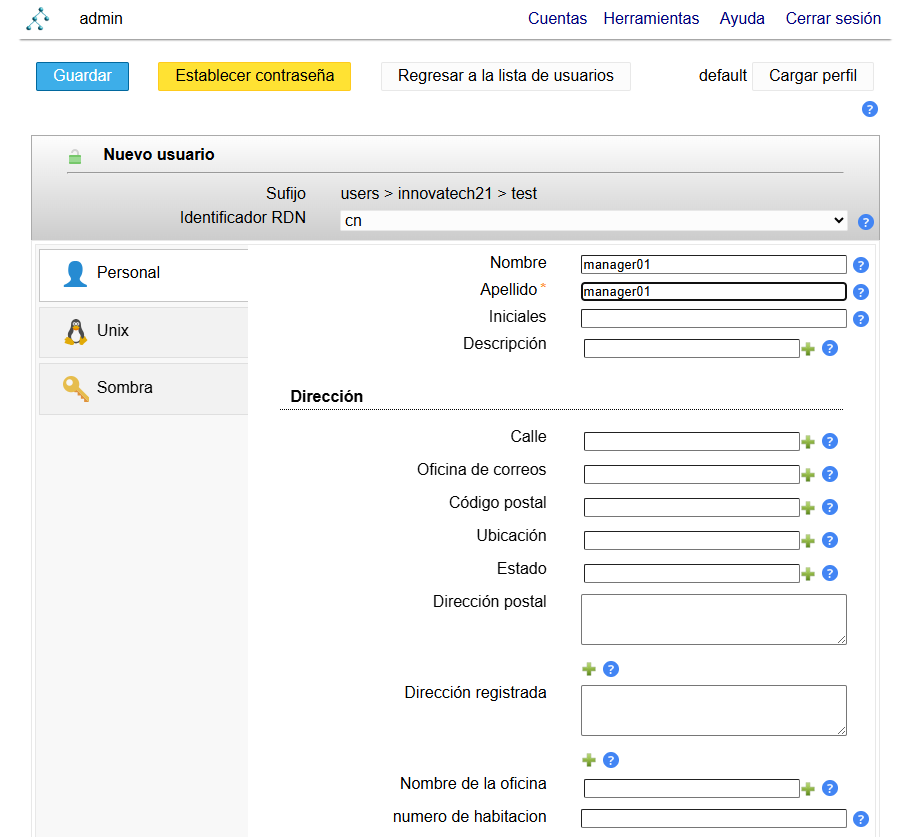 admin Cuentas Herramientas Ayuda Cerrar sesión
Guardar Establecer contraseña Regresar a la lista de usuarios default Cargar perfil
?
Nuevo usuario
Sufijo users > innovatech21 > test
Identificador RDN cn ?
Personal
Unix
Sombra
Nombre manager01 ?
Apellido* manager01 ?
Iniciales ?
Descripción ?
Dirección
Calle ?
Oficina de correos ?
Código postal ?
Ubicación ?
Estado ?
Dirección postal
?
Dirección registrada
?
Nombre de la oficina ?
numero de habitacion ?